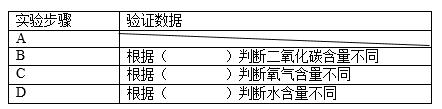 实验步骤 验证数据
A
B 根据（ ）判断二氧化碳含量不同
C 根据（ ）判断氧气含量不同
D 根据（ ）判断水含量不同